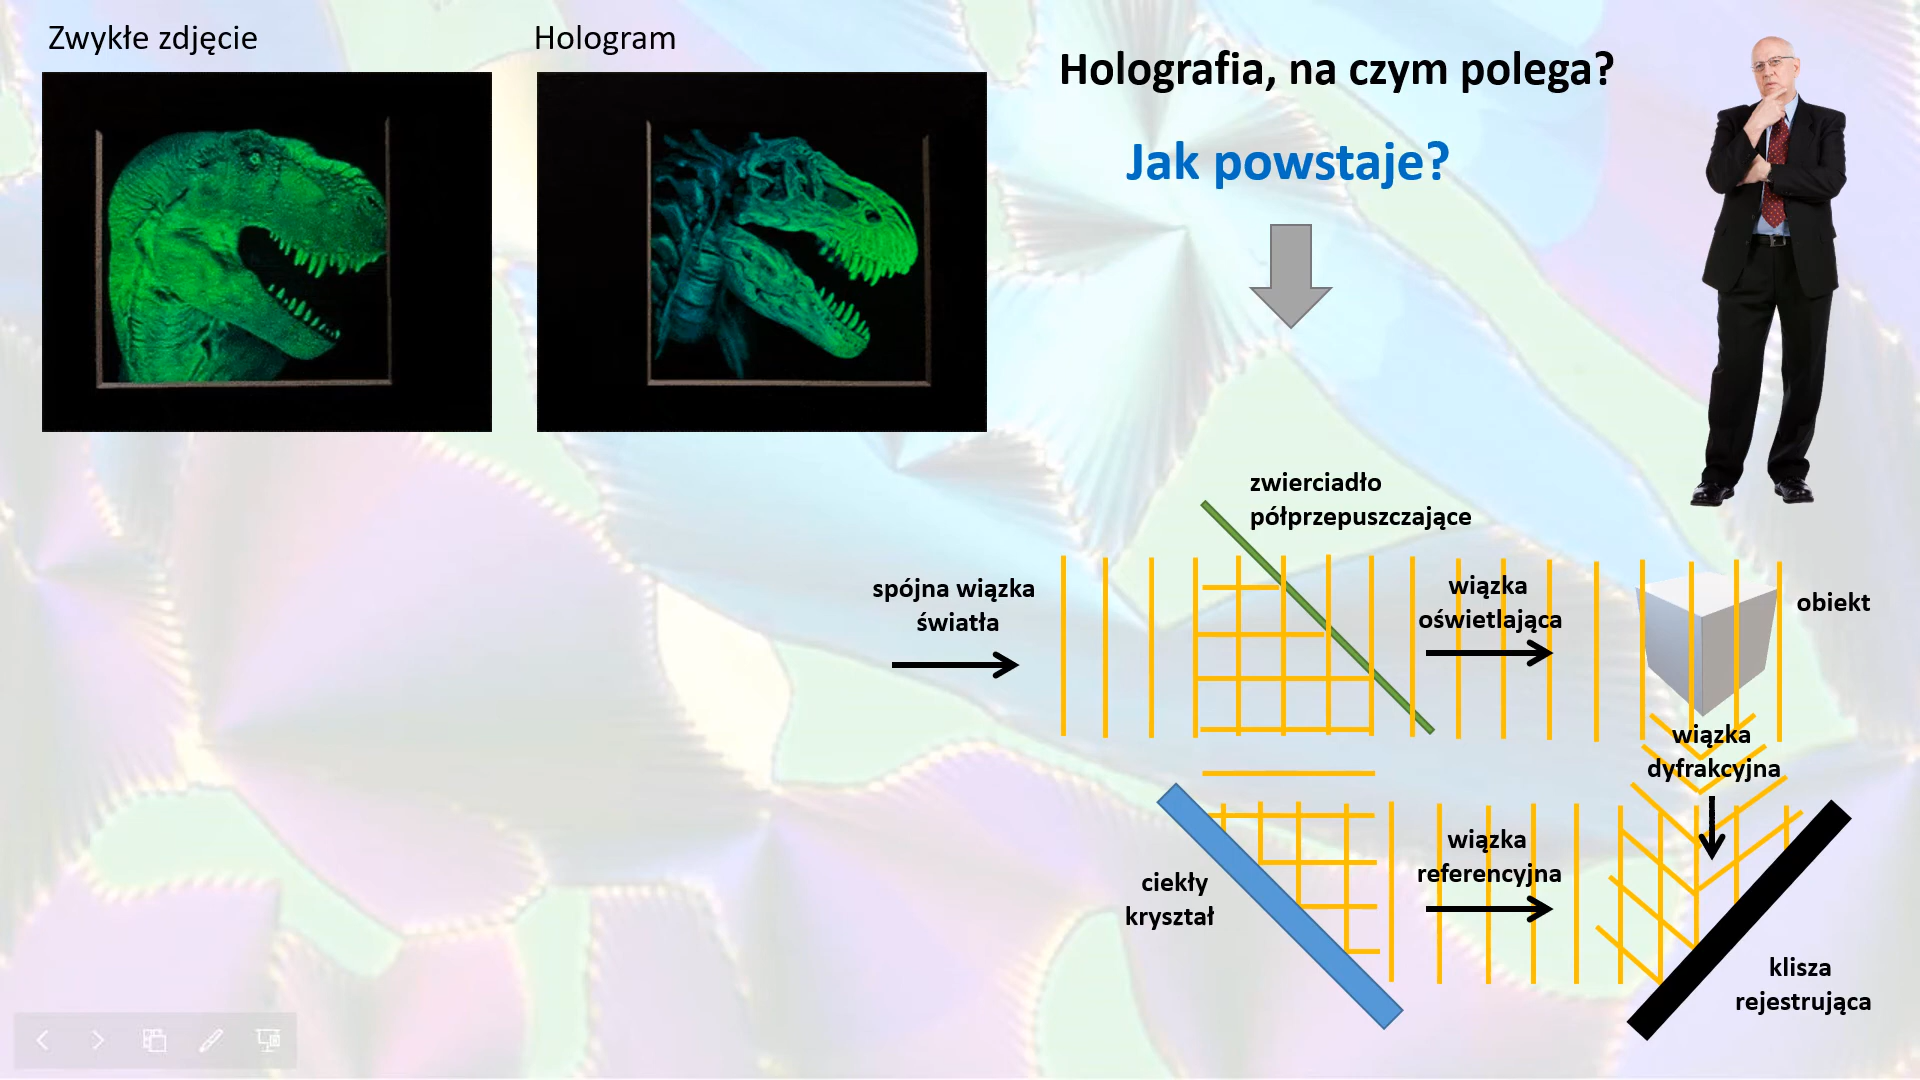 Zwykłe zdjęcie
Hologram
Holografia, na czym polega?
Jak powstaje?
zwierciadło
półprzepuszczające
spójna wiązka
światła
wiązka
oświetlająca
obiekt
wiązka
dyfrakcyjna
wiązka
referencyjna
ciekły
kryształ
klisza
rejestrująca